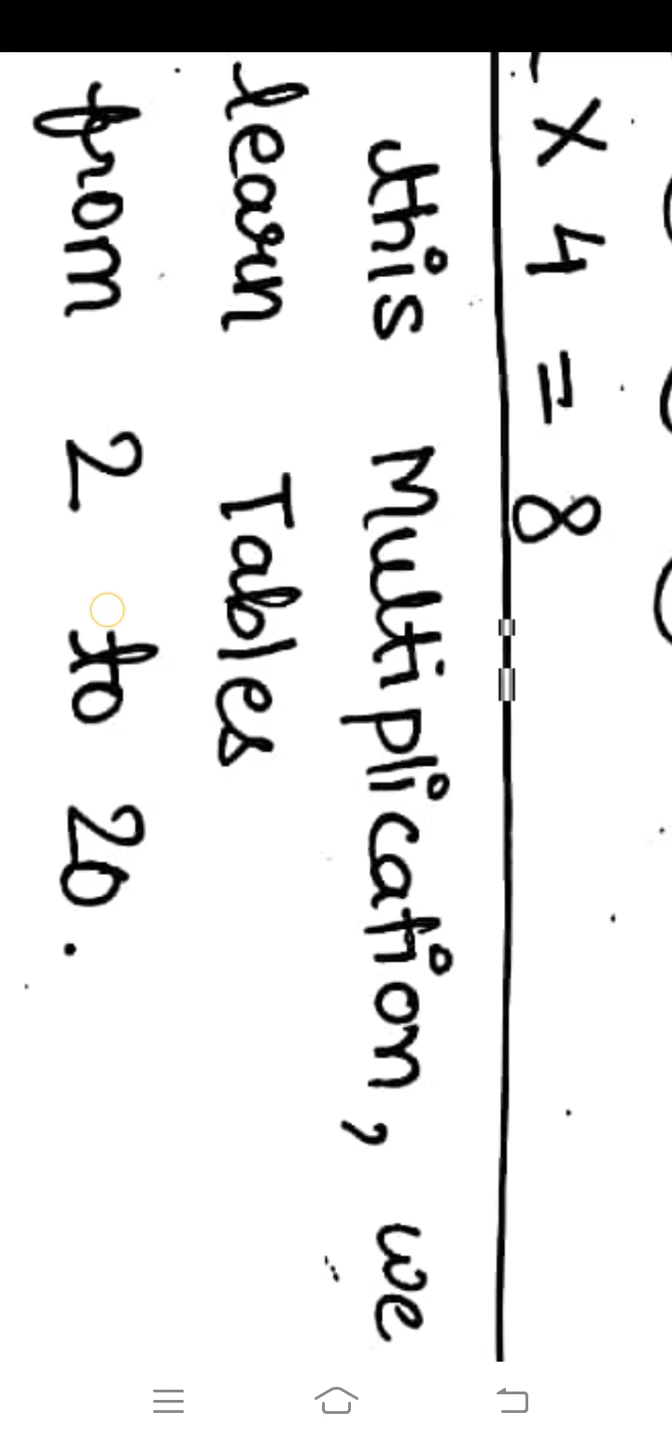 x 4 = 8
this Multiplication, we
learn Tables
from 2 to 20.